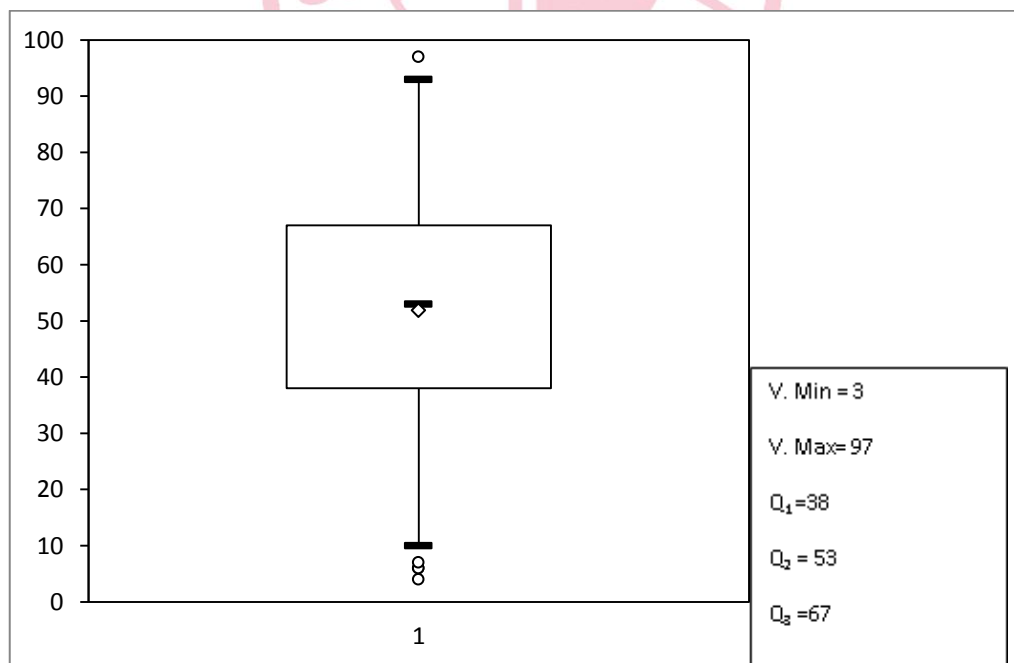 100
90
80
70
60
50
40
30
20
10
0
1
V. Min = 3
V. Max= 97
Q₁=38
Q₂ = 53
Q₃ =67